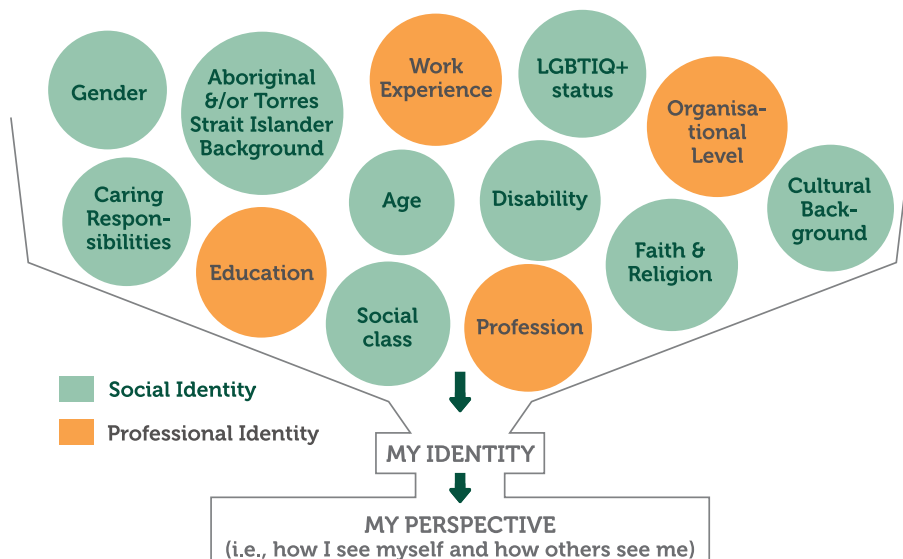 Gender
Aboriginal
&/or Torres
Strait Islander
Background
Work
Experience
LGBTIQ+
status
Organisa-
tional
Level
Caring
Respon-
sibilities
Age
Disability
Cultural
Back-
ground
Education
Faith &
Religion
Social
class
Profession
Social Identity
Professional Identity
MY IDENTITY
MY PERSPECTIVE
(i.e., how I see myself and how others see me)